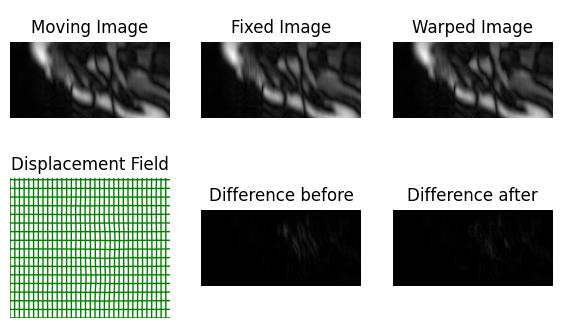 Moving Image
Fixed Image
Warped Image
Displacement Field
Difference before
Difference after